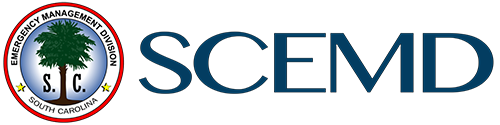 EMERGENCY MANAGEMENT DIVISION
S. C.
SOUTH CAROLINA
SCEMD